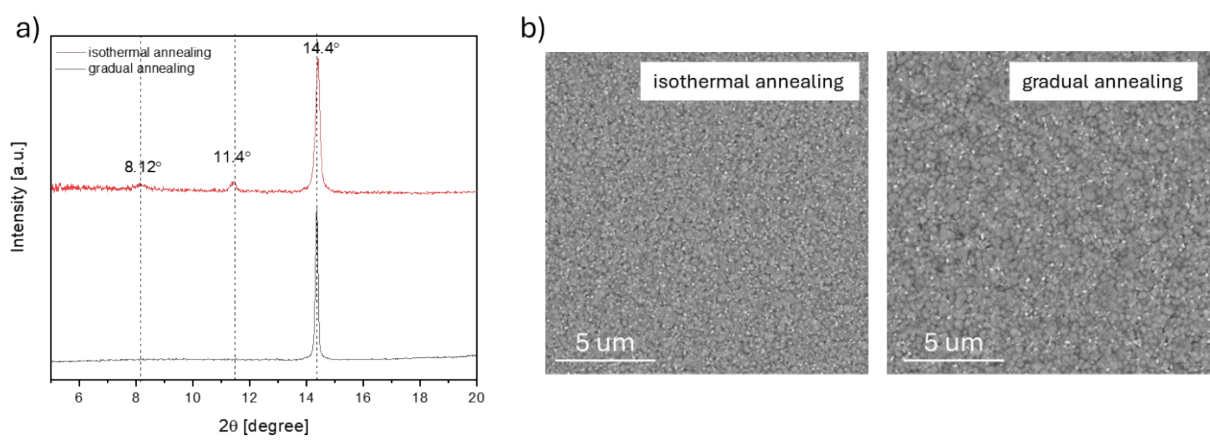 a)
isothermal annealing
gradual annealing
14.4°
8.12°
11.4°
Intensity [a.u.]
6 8 10 12 14 16 18 20
2θ [degree]
b)
isothermal annealing
5 um
gradual annealing
5 um